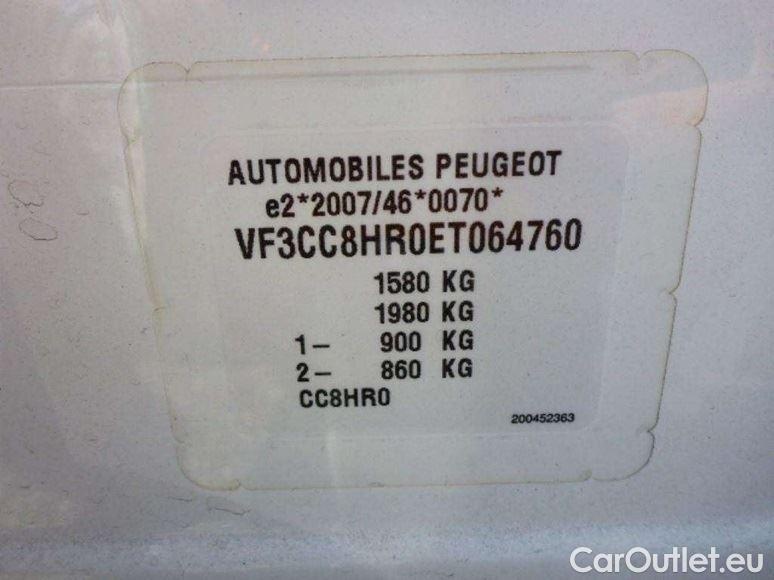 AUTOMOBILES PEUGEOT
e2*2007/46*0070*
VF3CC8HR0ET064760
1580 KG
1980 KG
1– 900 KG
2– 860 KG
CC8HR0
200452363
CarOutlet.eu